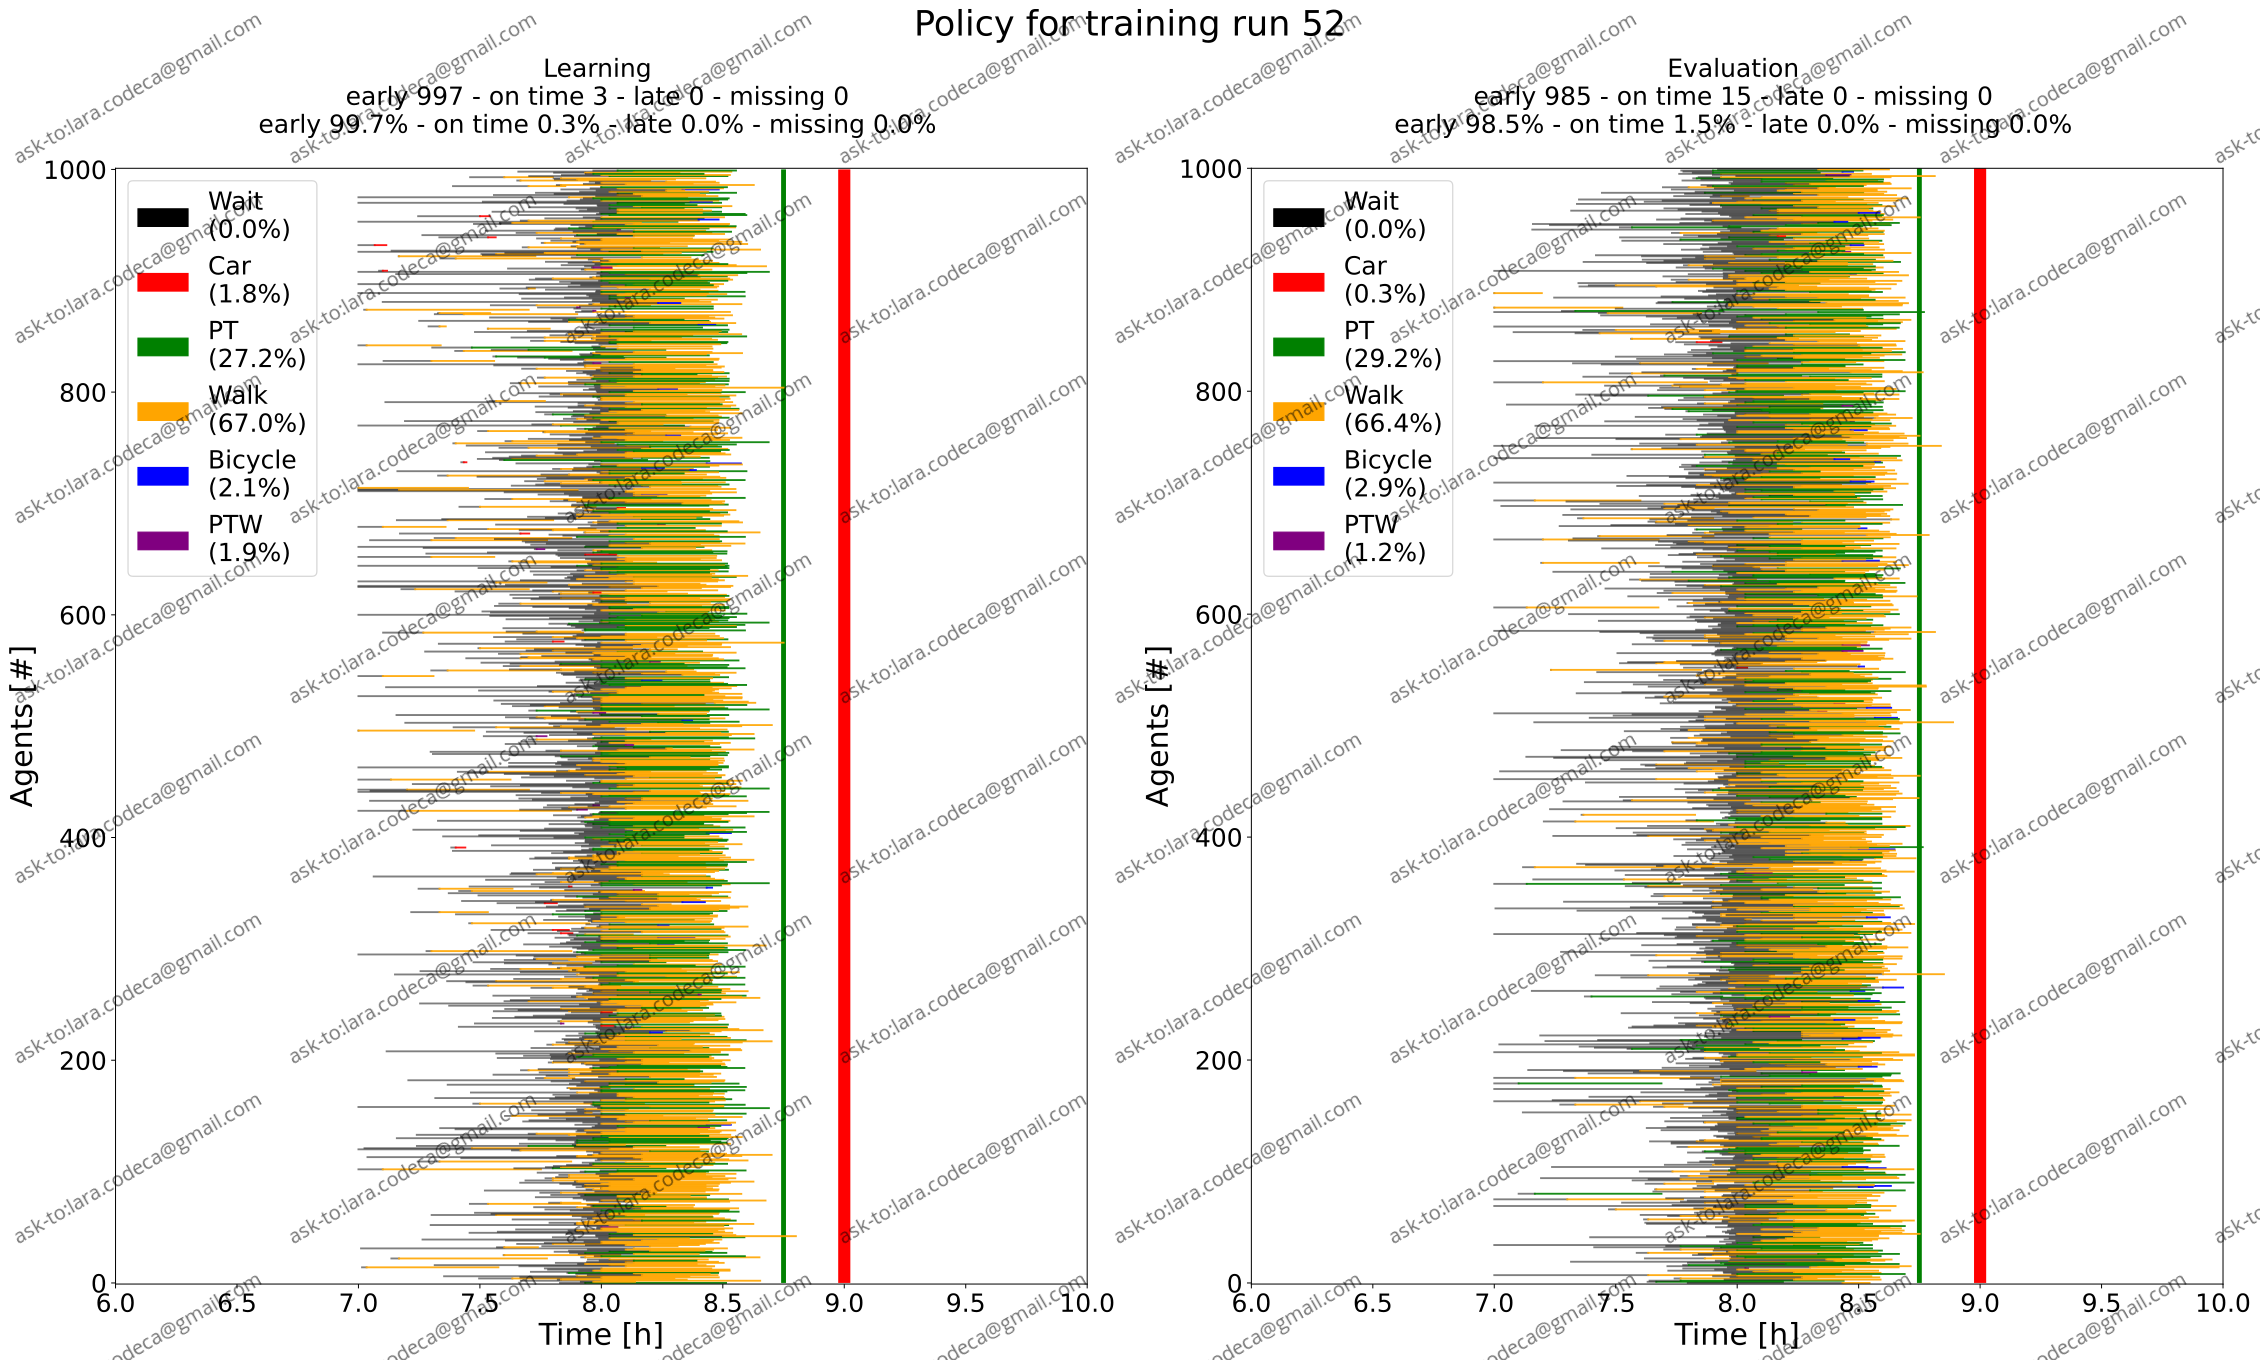 Policy for training run 52
Learning
early 997 - on time 3 - late 0 - missing 0
early 99.7% - on time 0.3% - late 0.0% - missing 0.0%
Evaluation
early 985 - on time 15 - late 0 - missing 0
early 98.5% - on time 1.5% - late 0.0% - missing 0.0%
Agents [#]
1000
800
600
400
200
0
Wait
(0.0%)
Car
(1.8%)
PT
(27.2%)
Walk
(67.0%)
Bicycle
(2.1%)
PTW
(1.9%)
6.0 6.5 7.0 7.5 8.0 8.5 9.0 9.5 10.0
Time [h]
Agents [#]
1000
800
600
400
200
0
Wait
(0.0%)
Car
(0.3%)
PT
(29.2%)
Walk
(66.4%)
Bicycle
(2.9%)
PTW
(1.2%)
6.0 6.5 7.0 7.5 8.0 8.5 9.0 9.5 10.0
Time [h]
ask-to:lara.codeca@gmail.com